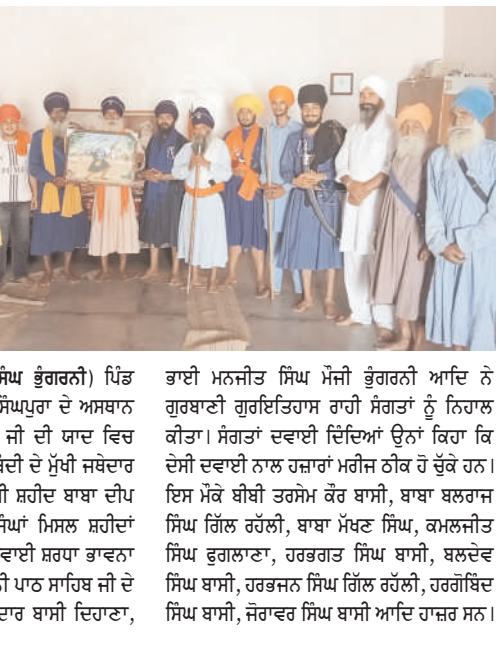 ਸਿੰਘ ਭੁੰਗਰਨੀ) ਪਿੰਡ
ਸਿੰਘਪੁਰਾ ਦੇ ਅਸਥਾਨ
ਜੀ ਦੀ ਯਾਦ ਵਿਚ
ਦੇ ਮੁੱਖੀ ਜਥੇਦਾਰ
ਸ਼ਹੀਦ ਬਾਬਾ ਦੀਪ
ਸਿੰਘਾਂ ਮਿਸਲ ਸ਼ਹੀਦਾਂ
ਸ਼ਰਧਾ ਭਾਵਨਾ
ਪਾਠ ਸਾਹਿਬ ਜੀ ਦੇ
ਬਾਸੀ ਦਿਹਾਣਾ,
ਭਾਈ ਮਨਜੀਤ ਸਿੰਘ ਮੌਜੀ ਭੁੰਗਰਨੀ ਆਦਿ ਨੇ
ਗੁਰਬਾਣੀ ਗੁਰਇਤਿਹਾਸ ਰਾਹੀ ਸੰਗਤਾਂ ਨੂੰ ਨਿਹਾਲ
ਕੀਤਾ। ਸੰਗਤਾਂ ਦਵਾਈ ਦਿੰਦਿਆਂ ਉਨਾਂ ਕਿਹਾ ਕਿ
ਦੇਸੀ ਦਵਾਈ ਨਾਲ ਹਜ਼ਾਰਾਂ ਮਰੀਜ ਠੀਕ ਹੋ ਚੁੱਕੇ ਹਨ।
ਇਸ ਮੌਕੇ ਬੀਬੀ ਤਰਸੇਮ ਕੌਰ ਬਾਸੀ, ਬਾਬਾ ਬਲਰਾਜ
ਸਿੰਘ ਗਿੱਲ ਰਹੱਲੀ, ਬਾਬਾ ਮੱਖਣ ਸਿੰਘ, ਕਮਲਜੀਤ
ਸਿੰਘ ਫੁਗਲਾਣਾ, ਹਰਭਗਤ ਸਿੰਘ ਬਾਸੀ, ਬਲਦੇਵ
ਸਿੰਘ ਬਾਸੀ, ਹਰਭਜਨ ਸਿੰਘ ਗਿੱਲ ਰਹੱਲੀ, ਹਰਗੋਬਿੰਦ
ਸਿੰਘ ਬਾਸੀ, ਜੋਰਾਵਰ ਸਿੰਘ ਬਾਸੀ ਆਦਿ ਹਾਜ਼ਰ ਸਨ।